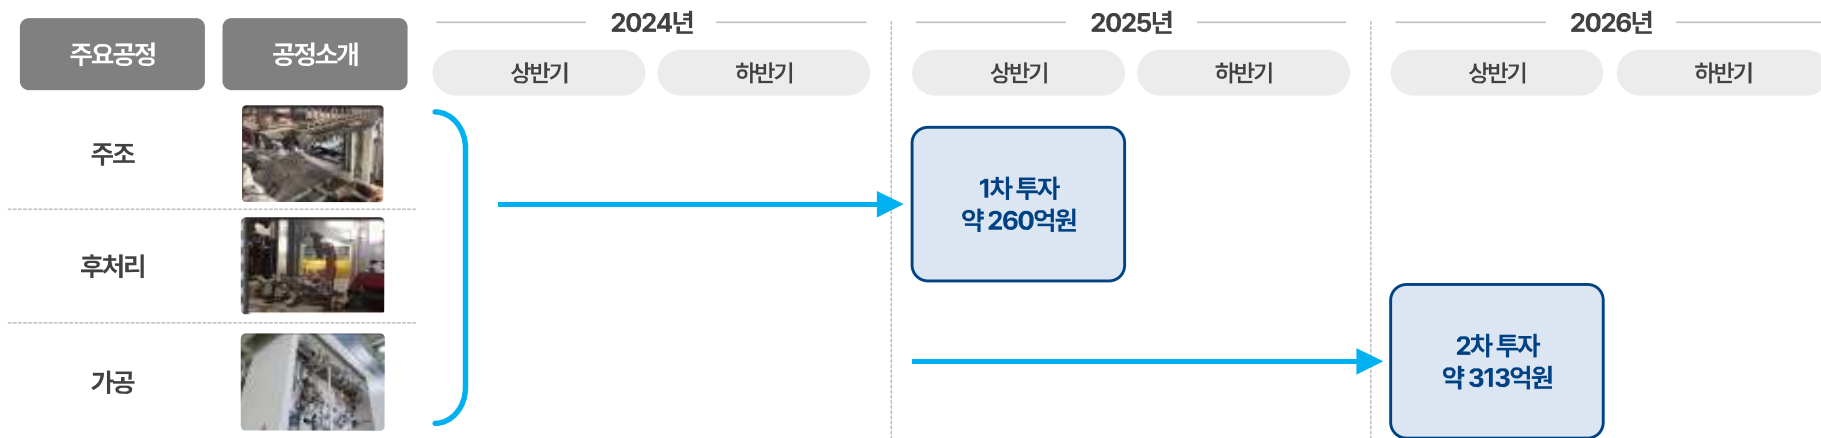 주요공정
공정소개
2024년
2025년
2026년
상반기
하반기
상반기
하반기
상반기
하반기
주조
후처리
가공
1차 투자
약 260억원
2차 투자
약 313억원